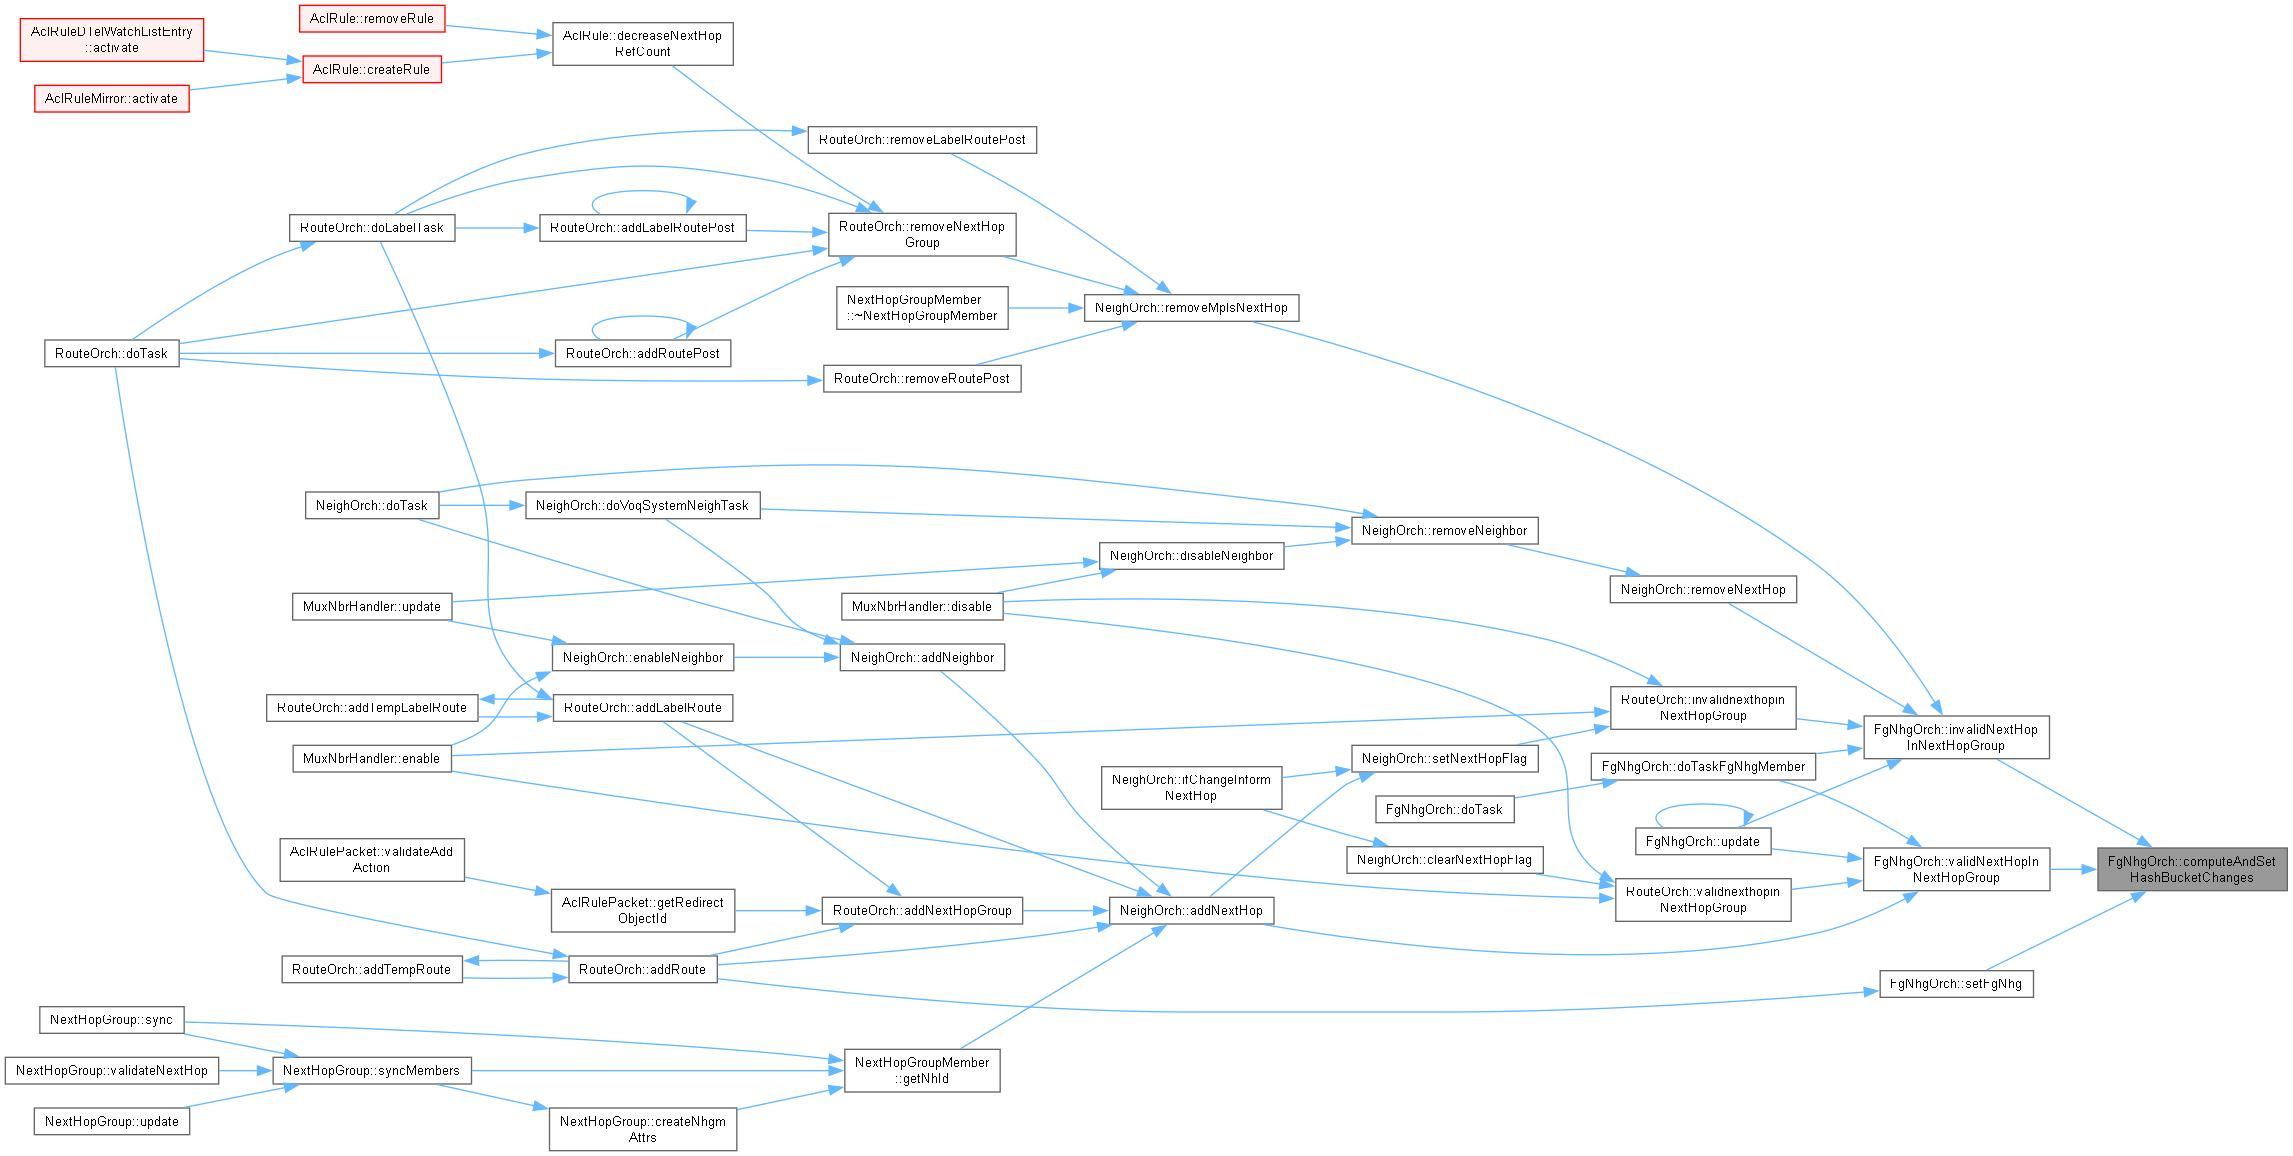 AclRule::removeRule
AclRuleDTelWatchListEntry
::activate
AclRule::createRule
AclRuleMirror::activate
AclRule::decreaseNextHop
RefCount
RouteOrch::removeLabelRoutePost
RouteOrch::doLabelTask
RouteOrch::addLabelRoutePost
RouteOrch::removeNextHop
Group
NextHopGroupMember
::~NextHopGroupMember
NeighOrch::removeMplsNextHop
RouteOrch::doTask
RouteOrch::addRoutePost
RouteOrch::removeRoutePost
NeighOrch::doTask
NeighOrch::doVoqSystemNeighTask
NeighOrch::removeNeighbor
NeighOrch::disableNeighbor
NeighOrch::removeNextHop
MuxNbrHandler::update
MuxNbrHandler::disable
NeighOrch::enableNeighbor
NeighOrch::addNeighbor
RouteOrch::addTempLabelRoute
RouteOrch::addLabelRoute
RouteOrch::invalidnexthopin
NextHopGroup
FgNhgOrch::invalidNextHop
InNextHopGroup
MuxNbrHandler::enable
NeighOrch::setNextHopFlag
FgNhgOrch::doTaskFgNhgMember
NeighOrch::ifChangeInform
NextHop
FgNhgOrch::doTask
FgNhgOrch::update
AclRulePacket::validateAdd
Action
NeighOrch::clearNextHopFlag
FgNhgOrch::validNextHopIn
NextHopGroup
FgNhgOrch::computeAndSet
HashBucketChanges
RouteOrch::validnexthopin
NextHopGroup
AclRulePacket::getRedirect
ObjectId
RouteOrch::addNextHopGroup
NeighOrch::addNextHop
RouteOrch::addTempRoute
RouteOrch::addRoute
FgNhgOrch::setFgNhg
NextHopGroup::sync
NextHopGroup::validateNextHop
NextHopGroup::syncMembers
NextHopGroupMember
::getNhId
NextHopGroup::update
NextHopGroup::createNhgm
Attrs